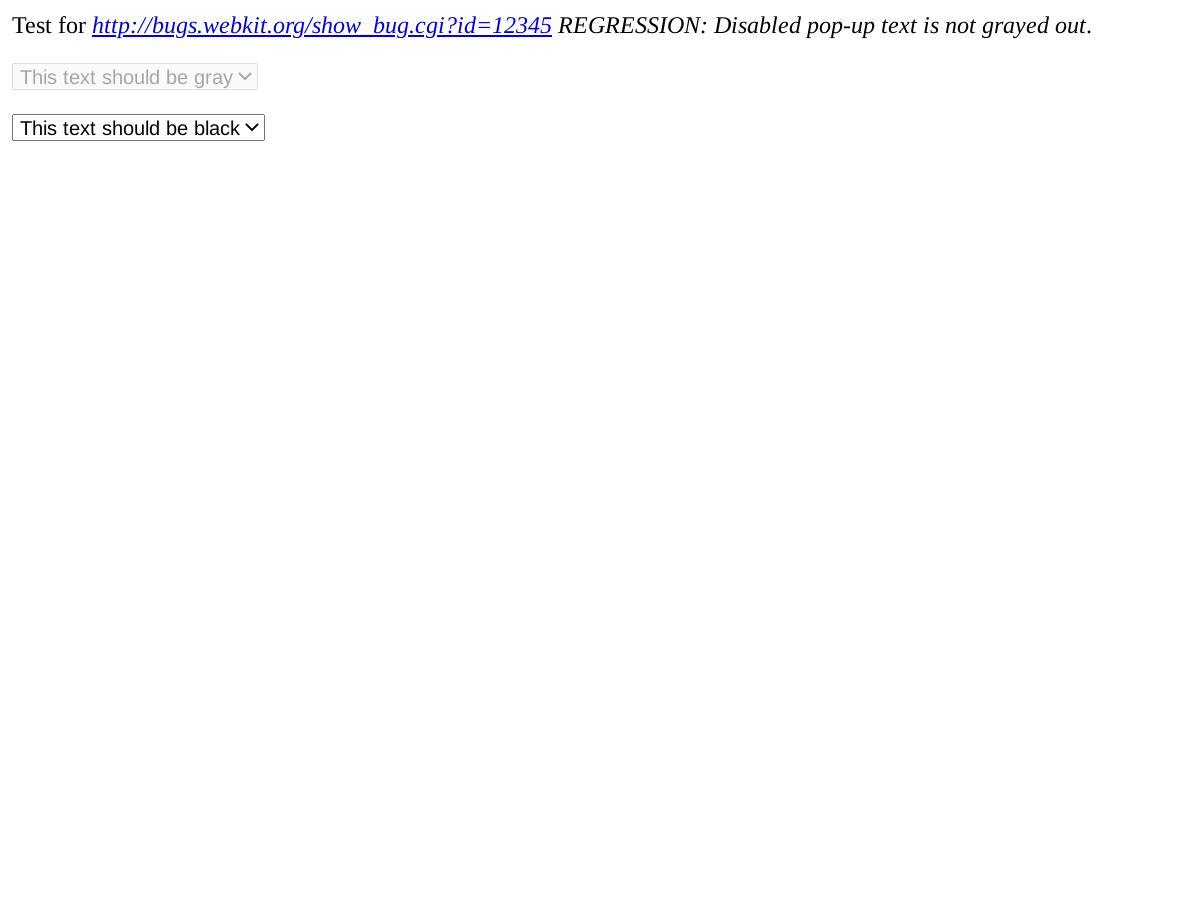 Test for http://bugs.webkit.org/show_bug.cgi?id=12345 REGRESSION: Disabled pop-up text is not grayed out.
This text should be gray
This text should be black